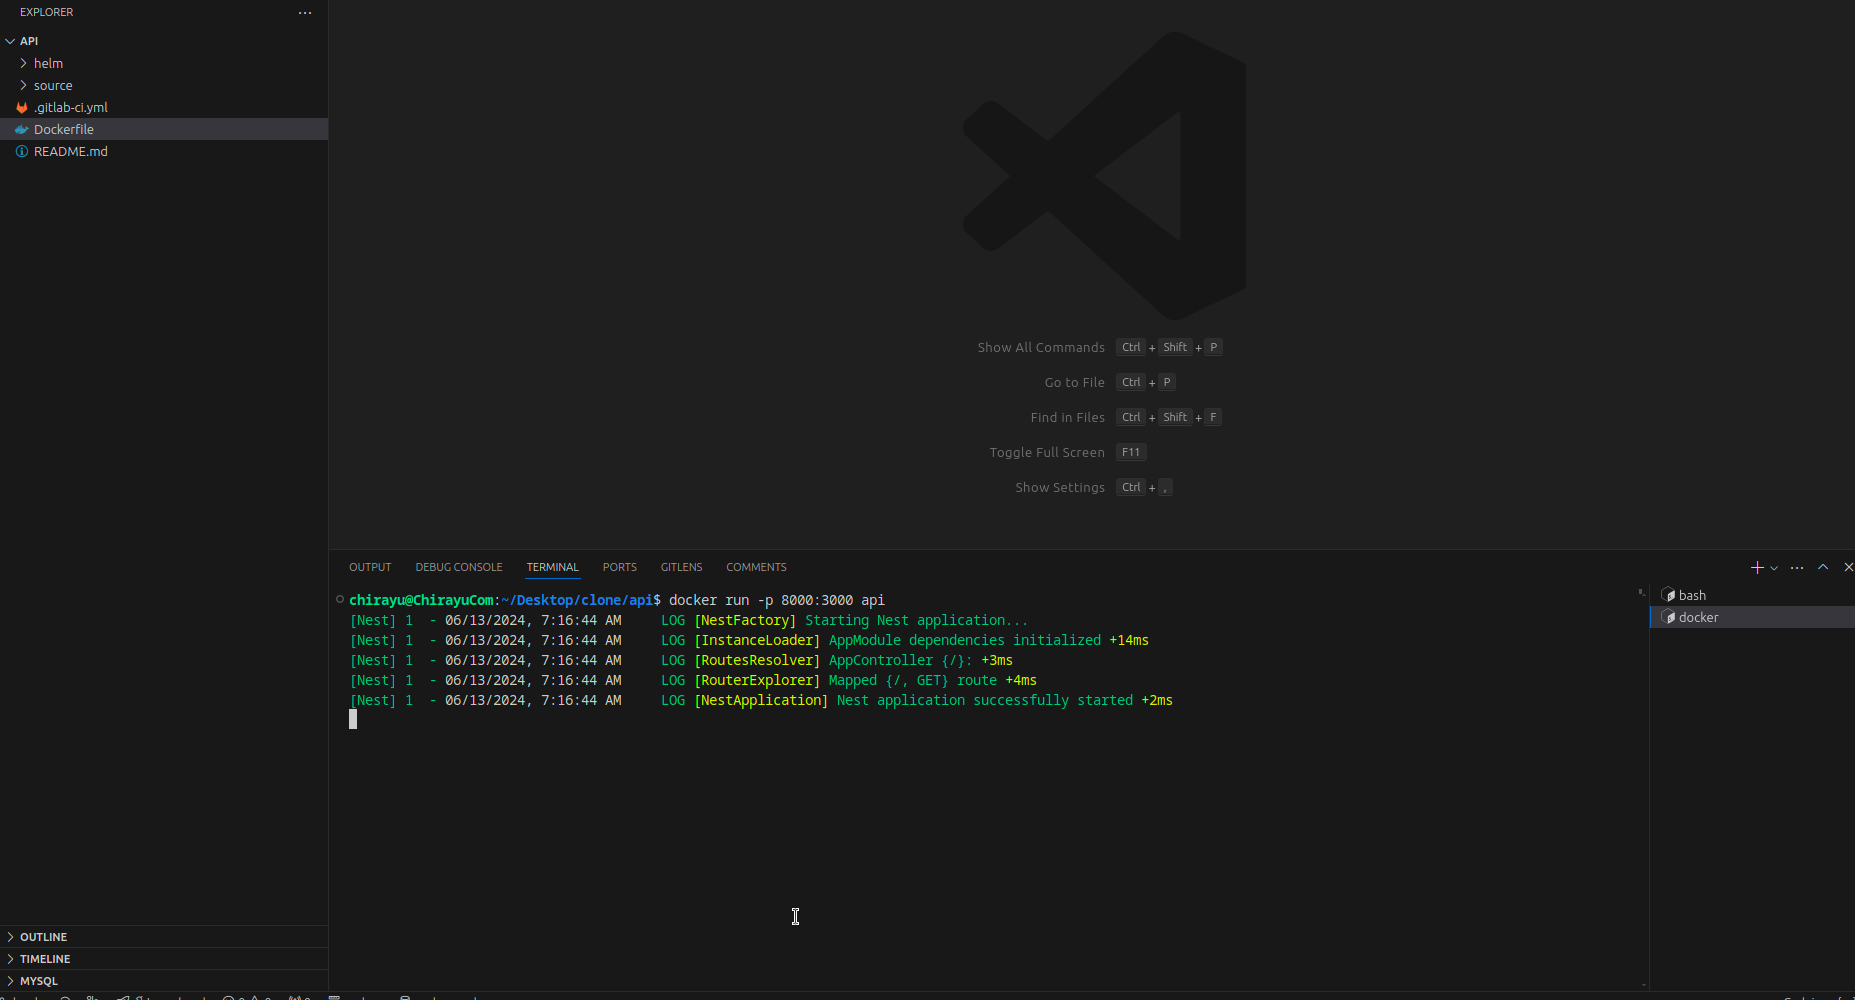 EXPLORER
API
helm
source
.gitlab-ci.yml
Dockerfile
README.md
OUTLINE
TIMELINE
MYSQL
Show All Commands Ctrl + Shift + P
Go to File Ctrl + P
Find in Files Ctrl + Shift + F
Toggle Full Screen F11
Show Settings Ctrl + ,
OUTPUT DEBUG CONSOLE TERMINAL PORTS GITLENS COMMENTS
chirayu@ChirayuCom:~/Desktop/clone/api$ docker run -p 8000:3000 api
[Nest] 1  - 06/13/2024, 7:16:44 AM     LOG [NestFactory] Starting Nest application...
[Nest] 1  - 06/13/2024, 7:16:44 AM     LOG [InstanceLoader] AppModule dependencies initialized +14ms
[Nest] 1  - 06/13/2024, 7:16:44 AM     LOG [RoutesResolver] AppController {/}: +3ms
[Nest] 1  - 06/13/2024, 7:16:44 AM     LOG [RouterExplorer] Mapped {/, GET} route +4ms
[Nest] 1  - 06/13/2024, 7:16:44 AM     LOG [NestApplication] Nest application successfully started +2ms
bash
docker